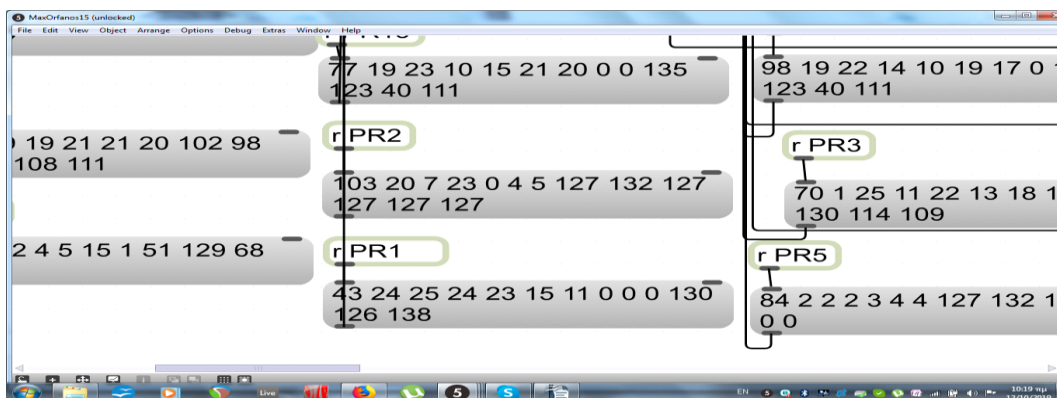 MaxOrfanos15 (unlocked)
File Edit View Object Arrange Options Debug Extras Window Help
77 19 23 10 15 21 20 0 0 135
123 40 111
98 19 22 14 10 19 17 0
123 40 111
19 21 21 20 102 98
108 111
r PR2
103 20 7 23 0 4 5 127 132 127
127 127 127
r PR3
70 1 25 11 22 13 18
130 114 109
2 4 5 15 1 51 129 68
r PR1
43 24 25 24 23 15 11 0 0 0 130
126 138
r PR5
84 2 2 2 3 4 4 127 132
0 0
Live
EN
10:19 πμ